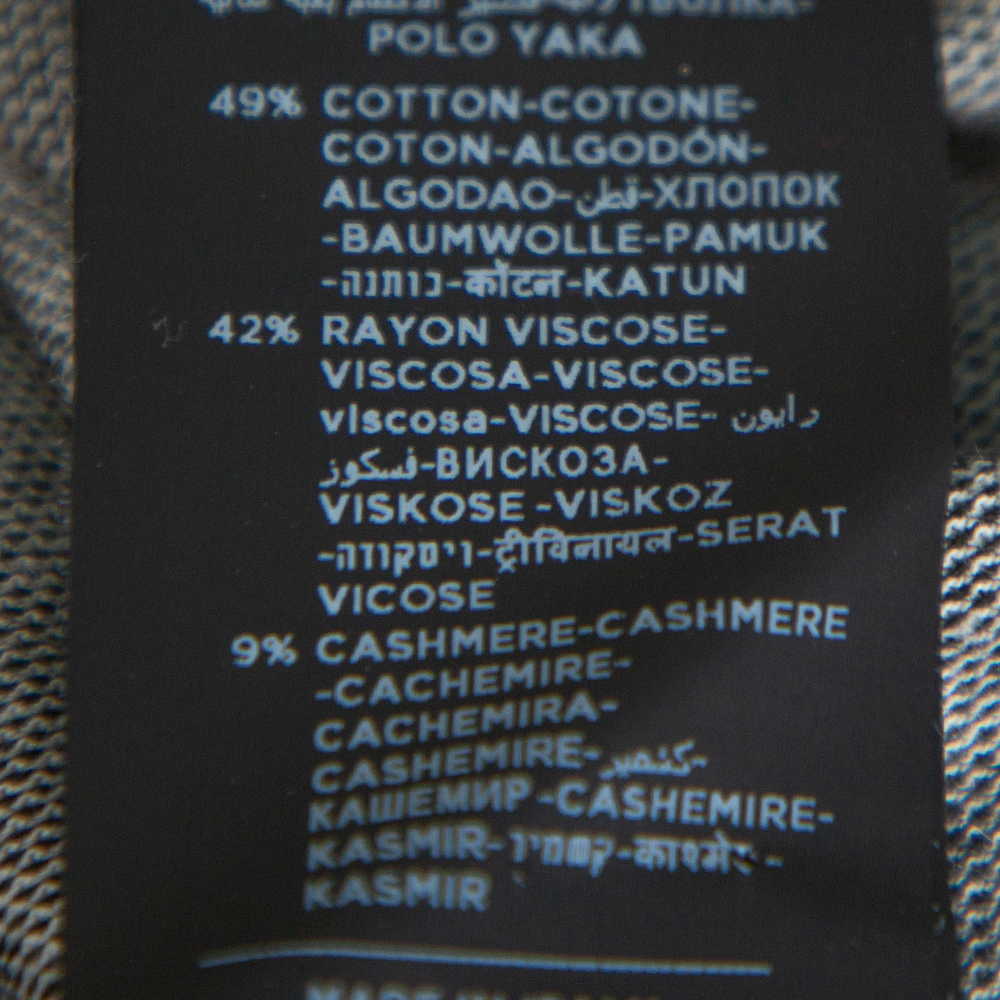 POLO YAKA
49% COTTON-COTONE-
COTON-ALGODÓN-
ALGODAO-قطن-ХЛОПОК
-BAUMWOLLE-PAMUK
-כותנה-कॉटन-KATUN
42% RAYON VISCOSE-
VISCOSA-VISCOSE-
vIscosa-VISCOSE- رايون
فسكوز-ВИСКОЗА-
VISKOSE -VISKOZ
-ויסקוזה-ट्रीविनायल-SERAT
VICOSE
9% CASHMERE-CASHMERE
-CACHEMIRE-
CACHEMIRA-
CASHEMIRE-كشمير-
КАШЕМИР-CASHEMIRE-
KASMIR-קשמיר-
KASMIR